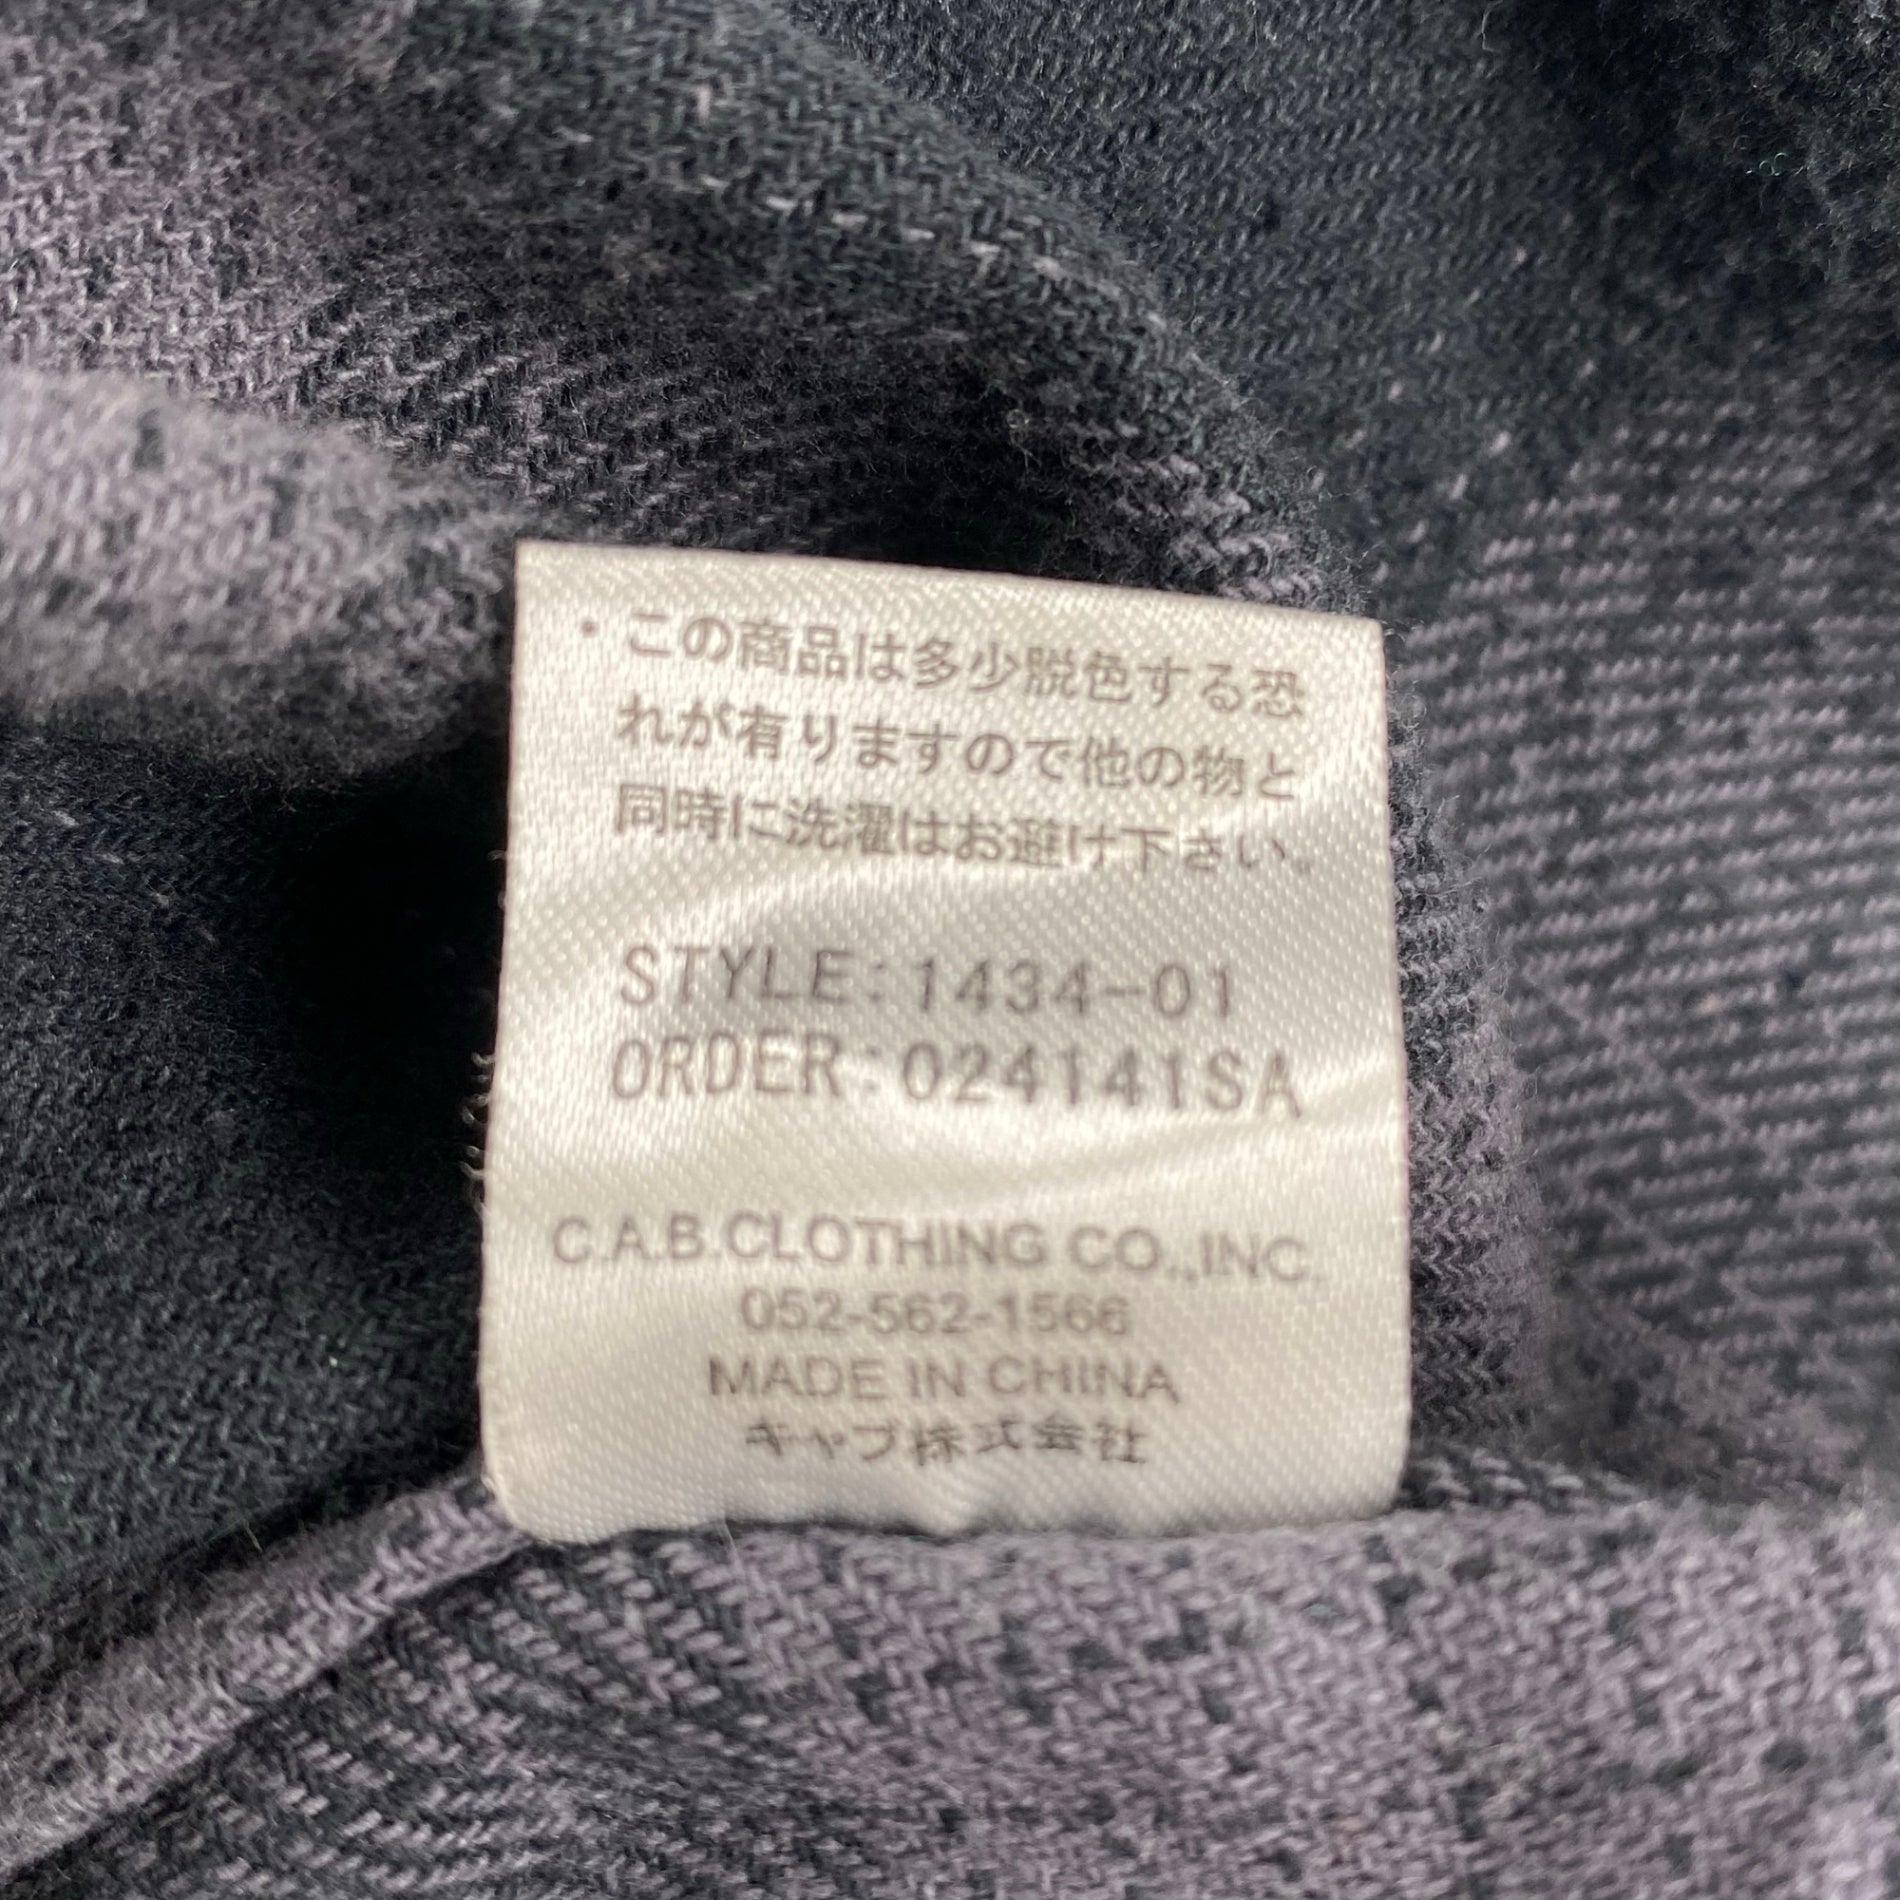 ・この商品は多少脱色する恐
れが有りますので他の物と
同時に洗濯はお避け下さい。
STYLE:1434-01
ORDER:024141SA
C.A.B.CLOTHING CO.,INC.
052-562-1566
MADE IN CHINA
キャブ株式会社